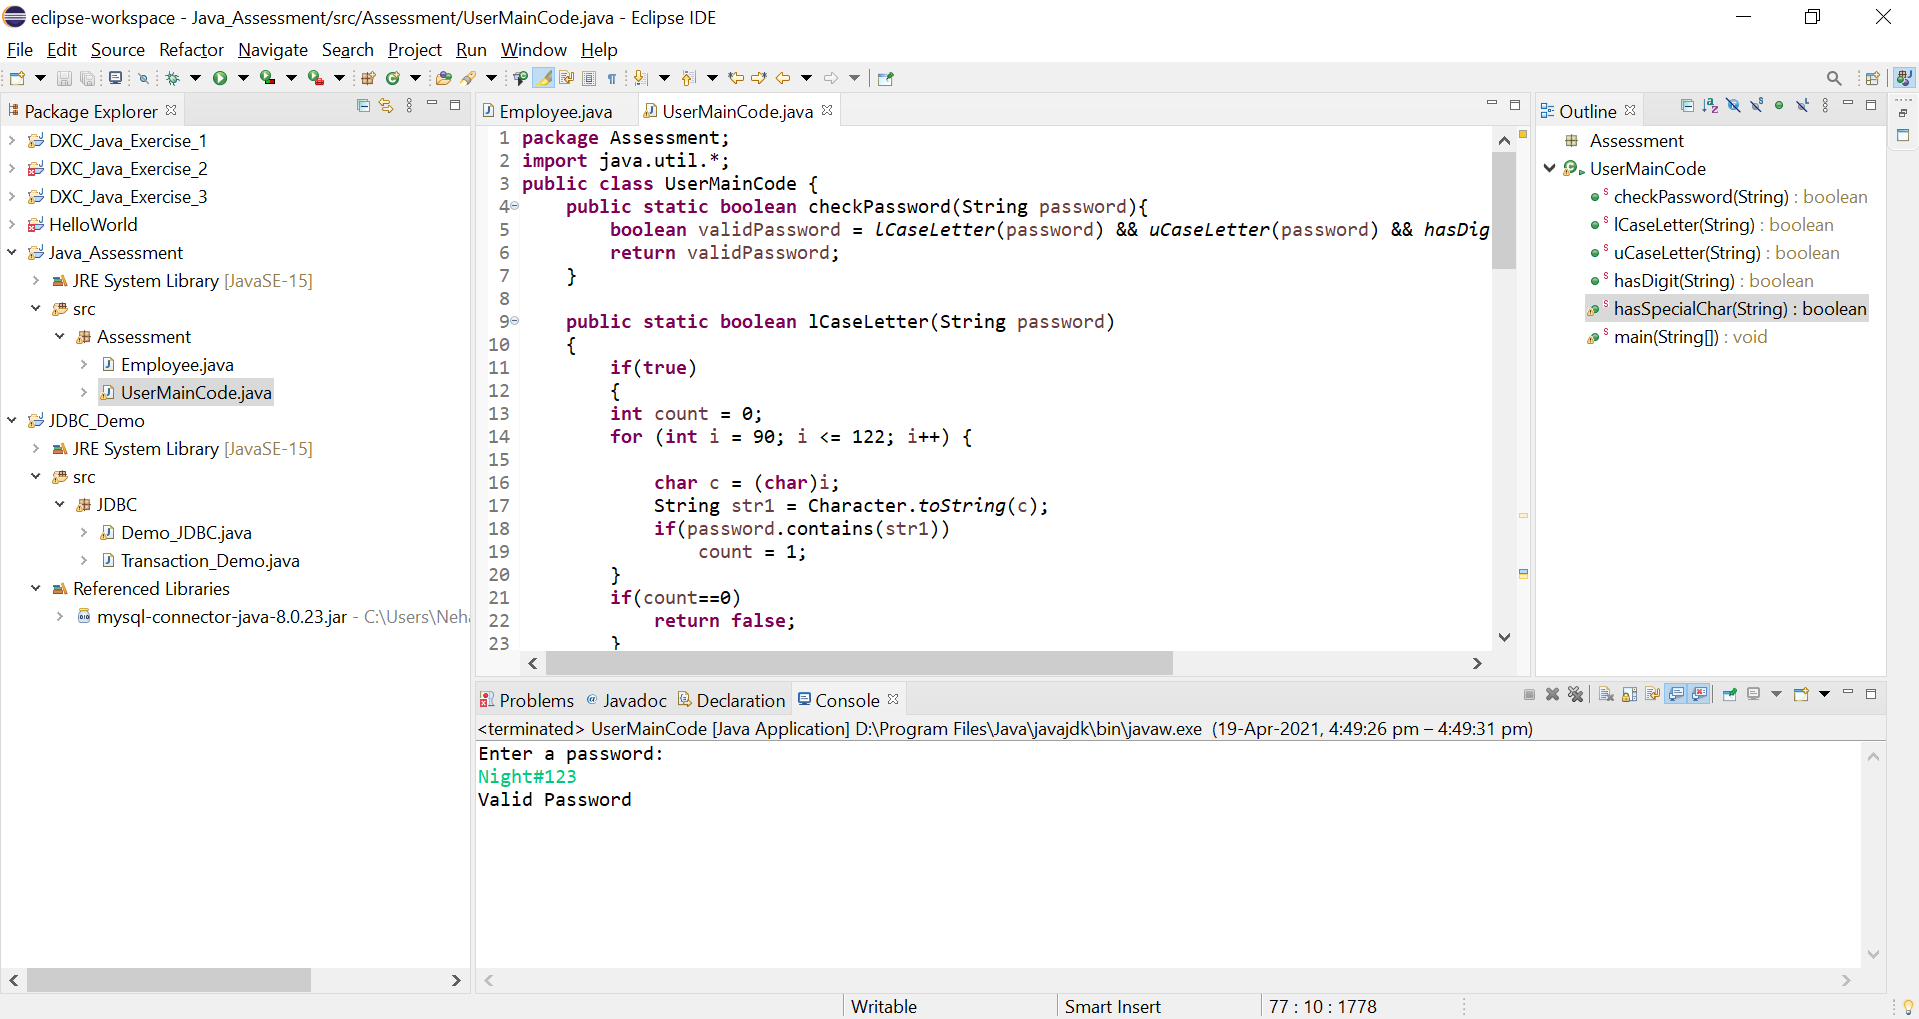 eclipse-workspace - Java_Assessment/src/Assessment/UserMainCode.java - Eclipse IDE
File Edit Source Refactor Navigate Search Project Run Window Help
Package Explorer
DXC_Java_Exercise_1
DXC_Java_Exercise_2
DXC_Java_Exercise_3
HelloWorld
Java_Assessment
JRE System Library [JavaSE-15]
src
Assessment
Employee.java
UserMainCode.java
JDBC_Demo
JRE System Library [JavaSE-15]
src
JDBC
Demo_JDBC.java
Transaction_Demo.java
Referenced Libraries
mysql-connector-java-8.0.23.jar - C:\Users\Neha
Employee.java UserMainCode.java
1 package Assessment;
2 import java.util.*;
3 public class UserMainCode {
4 public static boolean checkPassword(String password){
5 boolean validPassword = lCaseLetter(password) && uCaseLetter(password) && hasDig
6 return validPassword;
7 }
8
9 public static boolean lCaseLetter(String password)
10 {
11 if(true)
12 {
13 int count = 0;
14 for (int i = 90; i <= 122; i++) {
15
16 char c = (char)i;
17 String str1 = Character.toString(c);
18 if(password.contains(str1))
19 count = 1;
20 }
21 if(count==0)
22 return false;
23 }
Outline
Assessment
UserMainCode
checkPassword(String) : boolean
lCaseLetter(String) : boolean
uCaseLetter(String) : boolean
hasDigit(String) : boolean
hasSpecialChar(String) : boolean
main(String[]) : void
Problems Javadoc Declaration Console
<terminated> UserMainCode [Java Application] D:\Program Files\Java\javajdk\bin\javaw.exe (19-Apr-2021, 4:49:26 pm – 4:49:31 pm)
Enter a password:
Night#123
Valid Password
Writable Smart Insert 77 : 10 : 1778